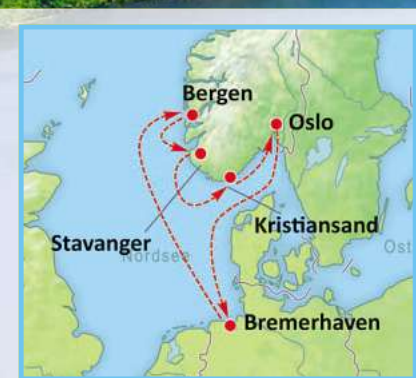 Bergen
Oslo
Kristiansand
Stavanger
Nordsee
Ost
Bremerhaven